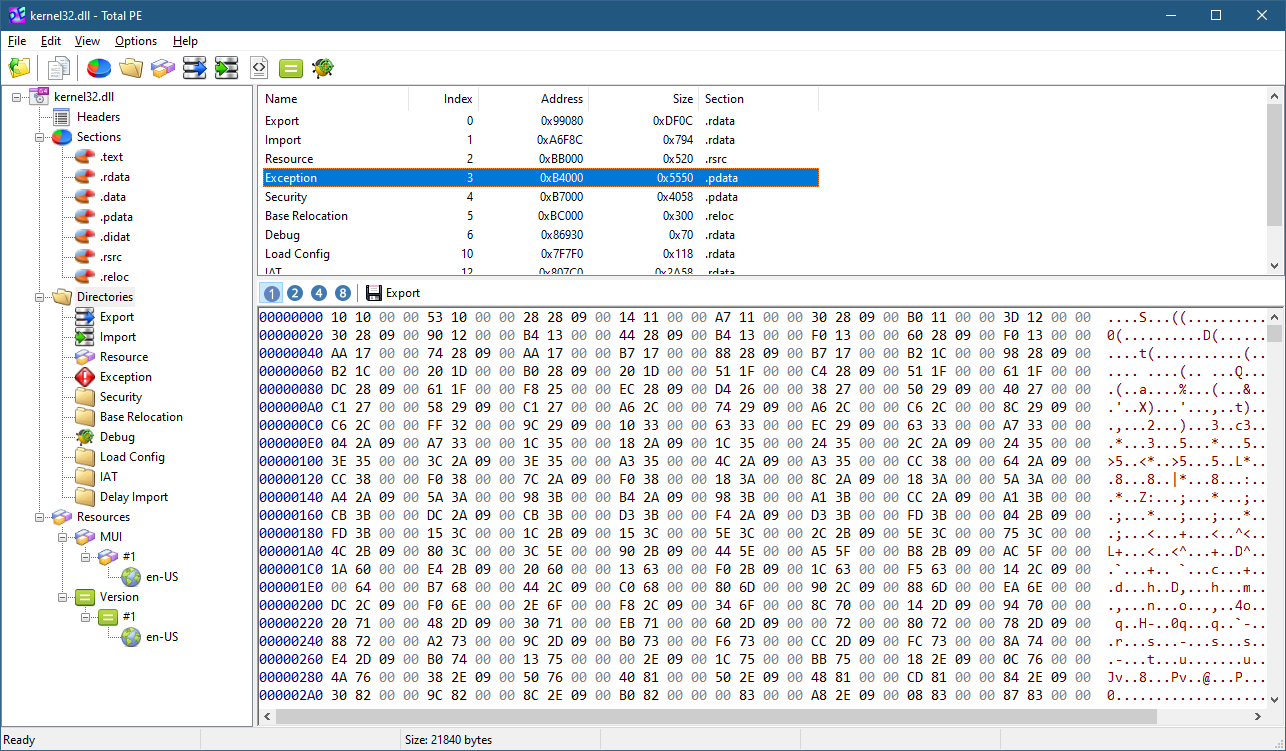 kernel32.dll - Total PE
File Edit View Options Help
kernel32.dll
Headers
Sections
.text
.rdata
.data
.pdata
.didat
.rsrc
.reloc
Directories
Export
Import
Resource
Exception
Security
Base Relocation
Debug
Load Config
IAT
Delay Import
Resources
MUI
#1
en-US
Version
#1
en-US
Name Index Address Size Section
Export 0 0x99080 0xDF0C .rdata
Import 1 0xA6F8C 0x794 .rdata
Resource 2 0xBB000 0x520 .rsrc
Exception 3 0xB4000 0x5550 .pdata
Security 4 0xB7000 0x4058 .pdata
Base Relocation 5 0xBC000 0x300 .reloc
Debug 6 0x86930 0x70 .rdata
Load Config 10 0x7F7F0 0x118 .rdata
IAT 12 0x807C0 0x2A58 .rdata
1 2 4 8 Export
00000000 10 10 00 00 53 10 00 00 28 28 09 00 14 11 00 00 A7 11 00 00 30 28 09 00 B0 11 00 00 3D 12 00 00 ....S...((..........0(..........=...
00000020 30 28 09 00 90 12 00 00 B4 13 00 00 44 28 09 00 B4 13 00 00 F0 13 00 00 60 28 09 00 F0 13 00 00 0(..........D(......
00000040 AA 17 00 00 74 28 09 00 AA 17 00 00 B7 17 00 00 88 28 09 00 B7 17 00 00 B2 1C 00 00 98 28 09 00 ....t(...........(..
00000060 B2 1C 00 00 20 1D 00 00 B0 28 09 00 20 1D 00 00 51 1F 00 00 C4 28 09 00 51 1F 00 00 61 1F 00 00
00000080 DC 28 09 00 61 1F 00 00 F8 25 00 00 EC 28 09 00 D4 26 00 00 38 27 00 00 50 29 09 00 40 27 00 00
000000A0 C1 27 00 00 58 29 09 00 C1 27 00 00 A6 2C 00 00 74 29 09 00 A6 2C 00 00 C6 2C 00 00 8C 29 09 00
000000C0 C6 2C 00 00 FF 32 00 00 9C 29 09 00 10 33 00 00 63 33 00 00 EC 29 09 00 63 33 00 00 A7 33 00 00
000000E0 04 2A 09 00 A7 33 00 00 1C 35 00 00 18 2A 09 00 1C 35 00 00 24 35 00 00 2C 2A 09 00 24 35 00 00
00000100 3E 35 00 00 3C 2A 09 00 3E 35 00 00 A3 35 00 00 4C 2A 09 00 A3 35 00 00 CC 38 00 00 64 2A 09 00
00000120 CC 38 00 00 F0 38 00 00 7C 2A 09 00 F0 38 00 00 18 3A 00 00 8C 2A 09 00 18 3A 00 00 5A 3A 00 00
00000140 A4 2A 09 00 5A 3A 00 00 98 3B 00 00 B4 2A 09 00 98 3B 00 00 A1 3B 00 00 CC 2A 09 00 A1 3B 00 00
00000160 CB 3B 00 00 DC 2A 09 00 CB 3B 00 00 D3 3B 00 00 F4 2A 09 00 D3 3B 00 00 FD 3B 00 00 04 2B 09 00
00000180 FD 3B 00 00 15 3C 00 00 1C 2B 09 00 15 3C 00 00 5E 3C 00 00 2C 2B 09 00 5E 3C 00 00 75 3C 00 00
000001A0 4C 2B 09 00 80 3C 00 00 3C 5E 00 00 90 2B 09 00 44 5E 00 00 A5 5F 00 00 B8 2B 09 00 AC 5F 00 00
000001C0 1A 60 00 00 E4 2B 09 00 20 60 00 00 13 63 00 00 F0 2B 09 00 1C 63 00 00 F5 63 00 00 14 2C 09 00
000001E0 00 64 00 00 B7 68 00 00 44 2C 09 00 C0 68 00 00 80 6D 00 00 90 2C 09 00 88 6D 00 00 EA 6E 00 00
00000200 DC 2C 09 00 F0 6E 00 00 2E 6F 00 00 F8 2C 09 00 34 6F 00 00 8C 70 00 00 14 2D 09 00 94 70 00 00
00000220 20 71 00 00 48 2D 09 00 30 71 00 00 EB 71 00 00 60 2D 09 00 00 72 00 00 80 72 00 00 78 2D 09 00
00000240 88 72 00 00 A2 73 00 00 9C 2D 09 00 B0 73 00 00 F6 73 00 00 CC 2D 09 00 FC 73 00 00 8A 74 00 00
00000260 E4 2D 09 00 B0 74 00 00 13 75 00 00 00 2E 09 00 1C 75 00 00 BB 75 00 00 18 2E 09 00 0C 76 00 00
00000280 4A 76 00 00 38 2E 09 00 50 76 00 00 40 81 00 00 50 2E 09 00 48 81 00 00 CD 81 00 00 84 2E 09 00
000002A0 30 82 00 00 9C 82 00 00 8C 2E 09 00 B0 82 00 00 00 83 00 00 A8 2E 09 00 08 83 00 00 87 83 00 00
Ready Size: 21840 bytes